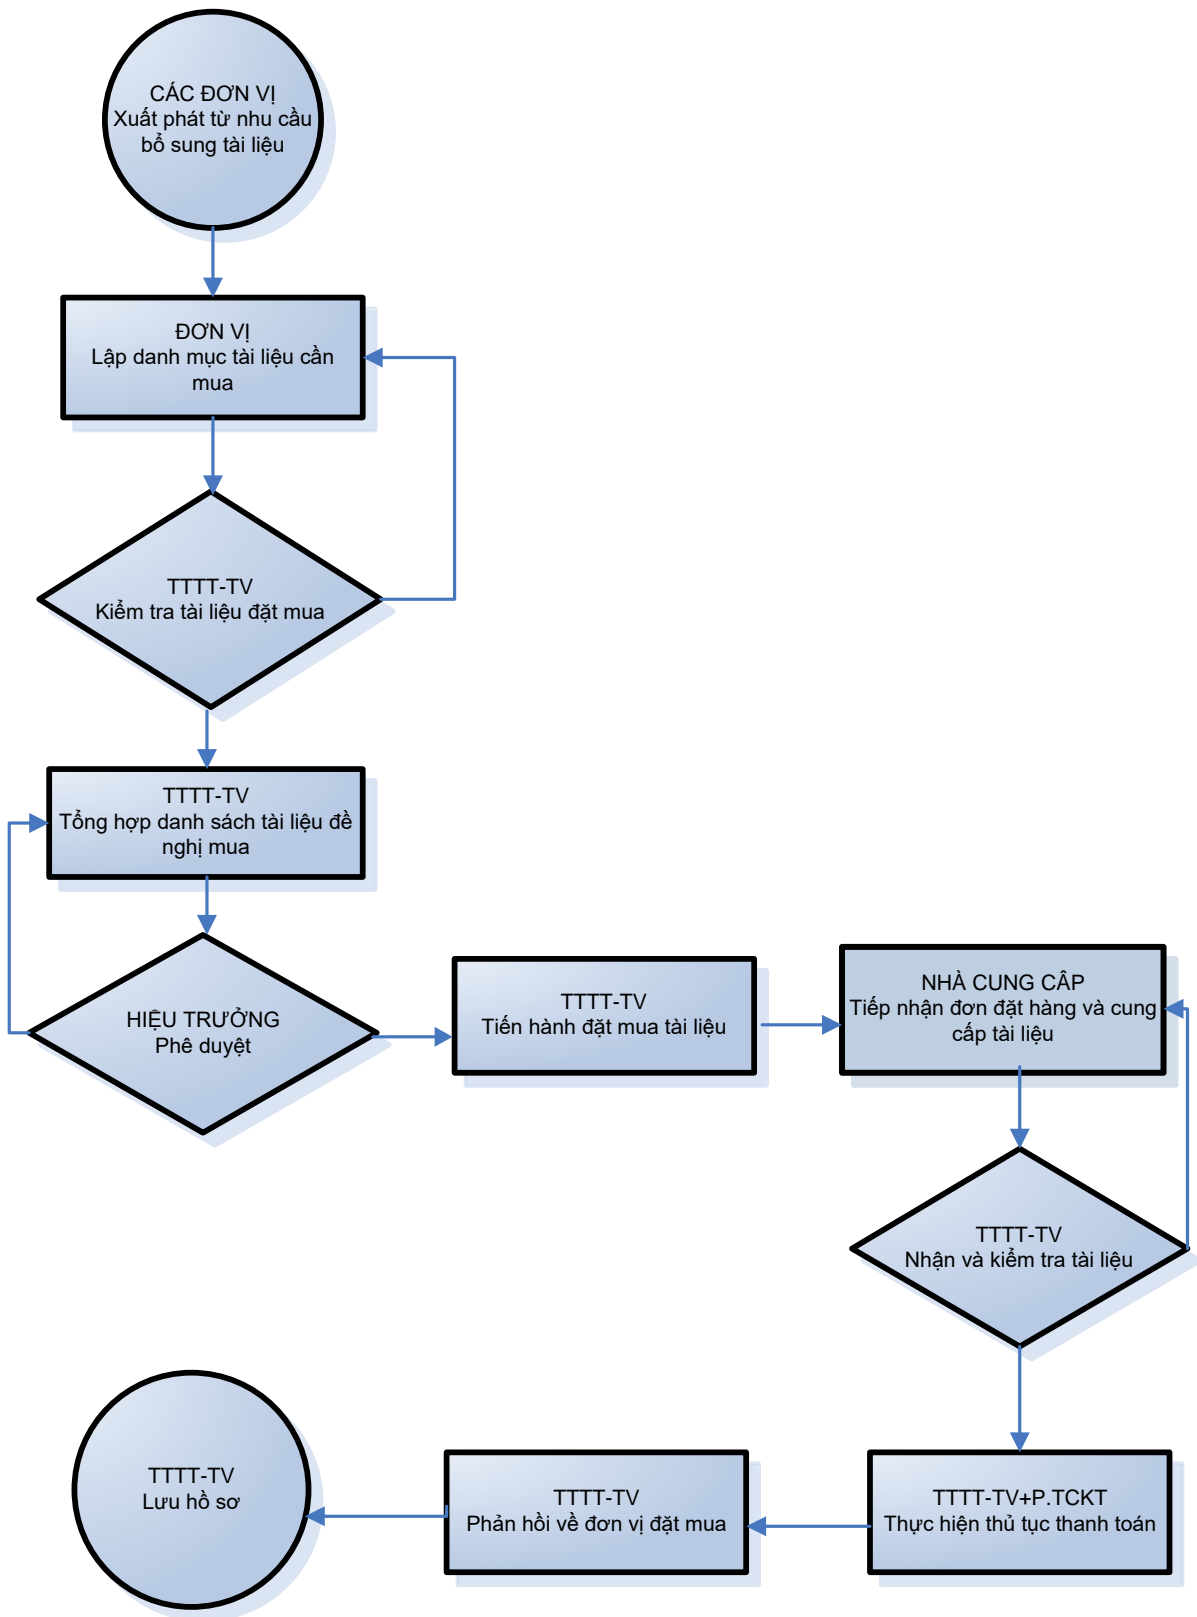 CÁC ĐƠN VỊ
Xuất phát từ nhu cầu
bổ sung tài liệu
ĐƠN VỊ
Lập danh mục tài liệu cần
mua
TTTT-TV
Kiểm tra tài liệu đặt mua
TTTT-TV
Tổng hợp danh sách tài liệu đề
nghị mua
HIỆU TRƯỞNG
Phê duyệt
TTTT-TV
Tiến hành đặt mua tài liệu
NHÀ CUNG CÂP
Tiếp nhận đơn đặt hàng và cung
cấp tài liệu
TTTT-TV
Nhận và kiểm tra tài liệu
TTTT-TV+P.TCKT
Thực hiện thủ tục thanh toán
TTTT-TV
Phản hồi về đơn vị đặt mua
TTTT-TV
Lưu hồ sơ